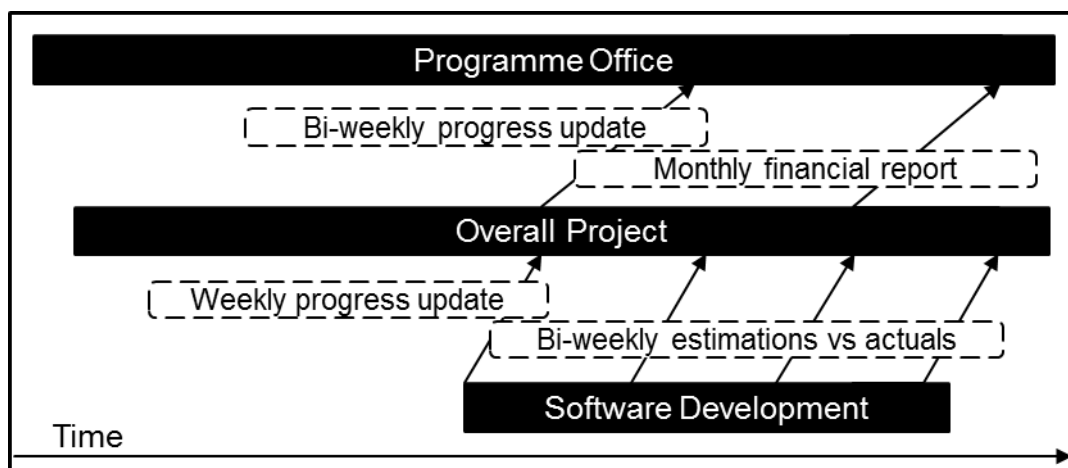 Programme Office
Bi-weekly progress update
Monthly financial report
Overall Project
Weekly progress update
Bi-weekly estimations vs actuals
Software Development
Time